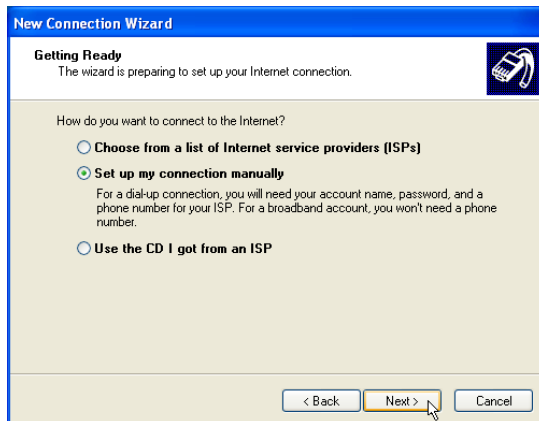 New Connection Wizard
Getting Ready
The wizard is preparing to set up your Internet connection.
How do you want to connect to the Internet?
Choose from a list of Internet service providers (ISPs)
Set up my connection manually
For a dial-up connection, you will need your account name, password, and a
phone number for your ISP. For a broadband account, you won't need a phone
number.
Use the CD I got from an ISP
< Back Next > Cancel